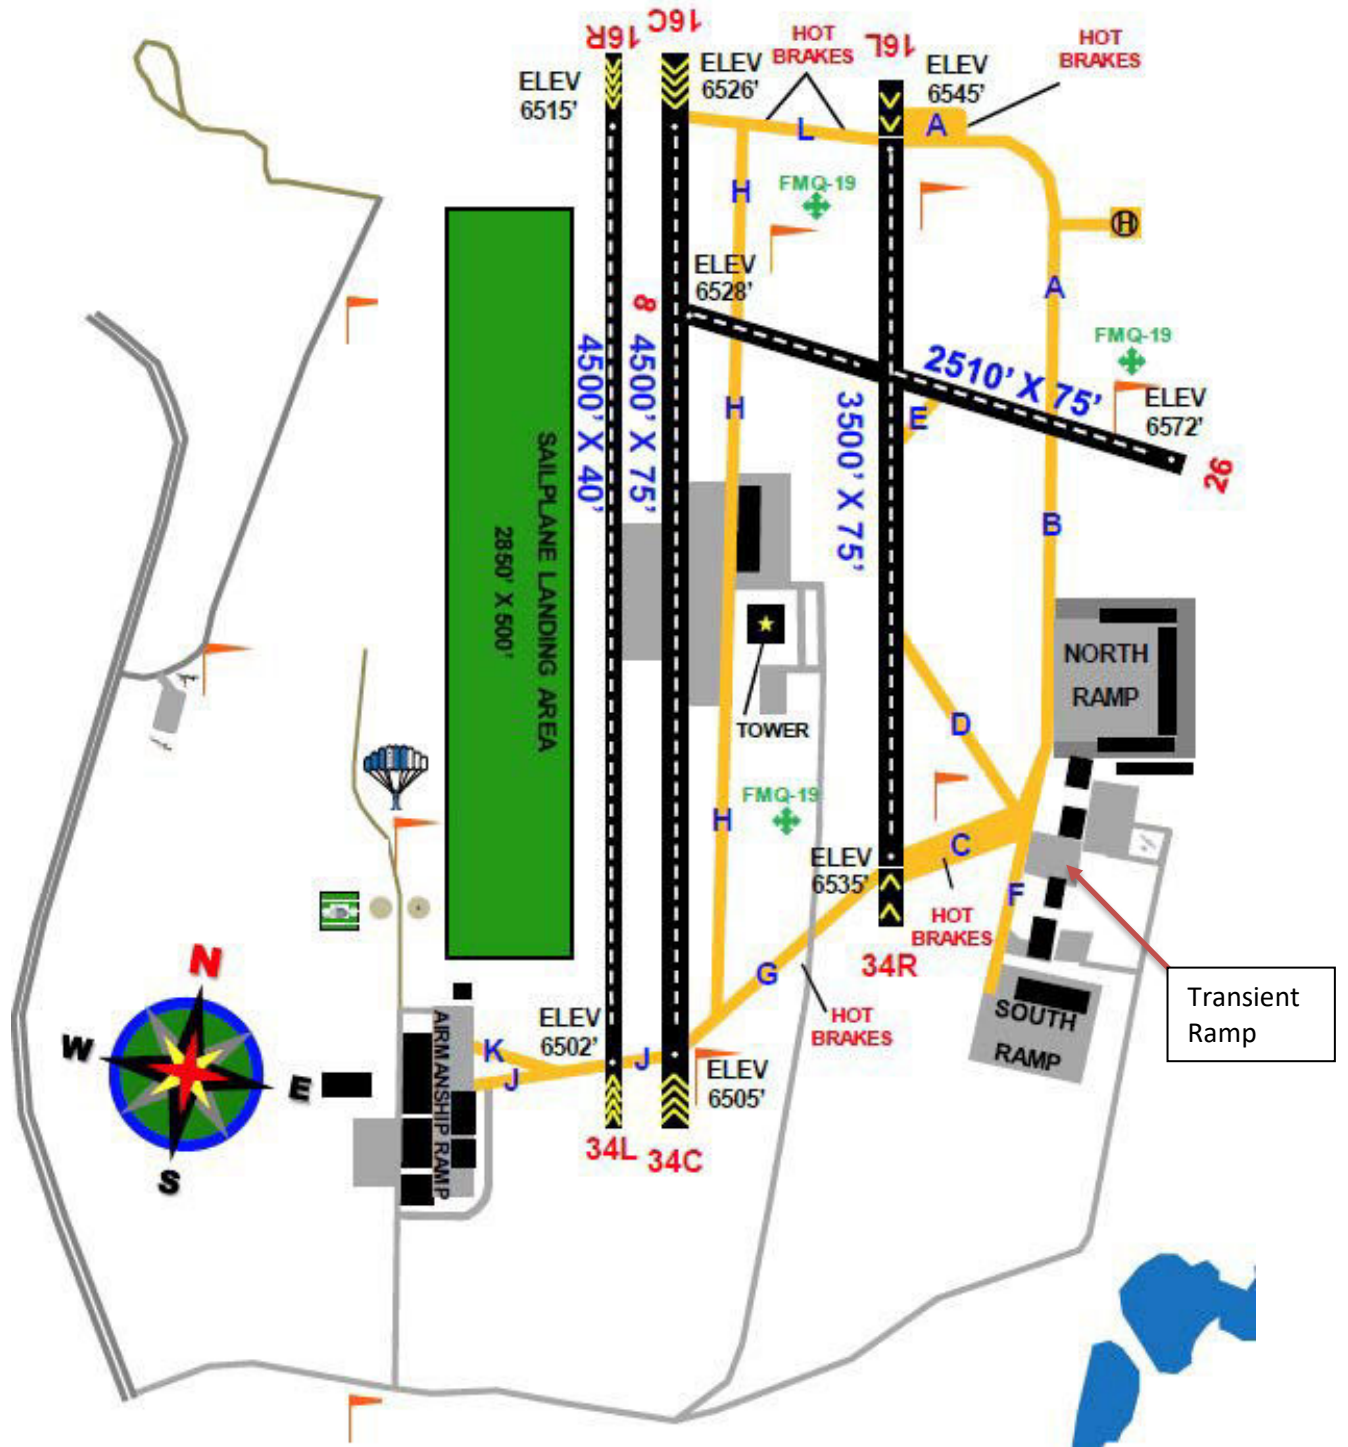 16R
16C
16L
HOT
BRAKES
HOT
BRAKES
ELEV
6515'
ELEV
6526'
ELEV
6545'
A
L
H
FMQ-19
H
ELEV
6528'
8
A
FMQ-19
4500' X 40'
4500' X 75'
3500' X 75'
2510' X 75'
ELEV
6572'
26
H
E
SAILPLANE LANDING AREA
2850' X 500'
B
NORTH
RAMP
TOWER
D
FMQ-19
H
C
ELEV
6535'
F
HOT
BRAKES
34R
G
HOT
BRAKES
Transient
Ramp
SOUTH
RAMP
N
W
E
S
AIRMANSHIP RAMP
K
J
ELEV
6502'
J
ELEV
6505'
34L
34C